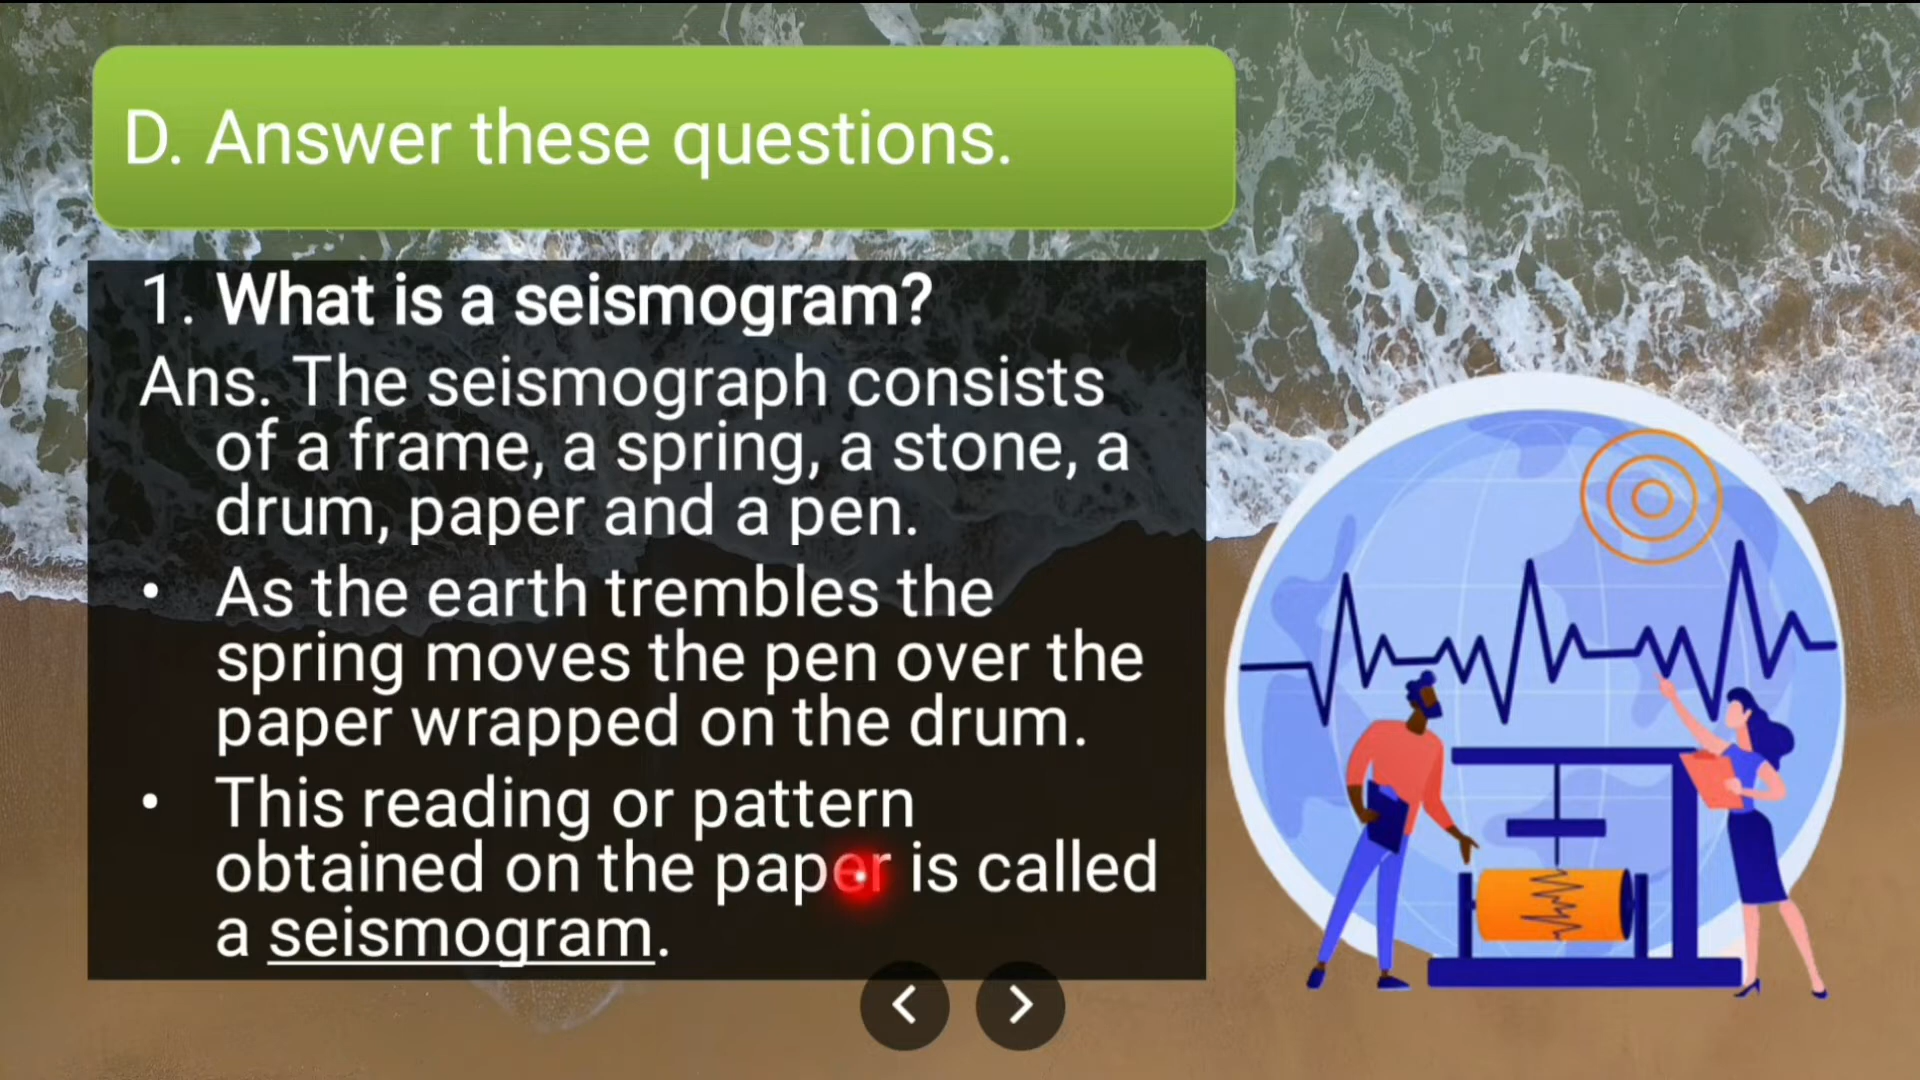 D. Answer these questions.
1. What is a seismogram?
Ans. The seismograph consists
of a frame, a spring, a stone, a
drum, paper and a pen.
• As the earth trembles the
spring moves the pen over the
paper wrapped on the drum.
• This reading or pattern
obtained on the paper is called
a seismogram.